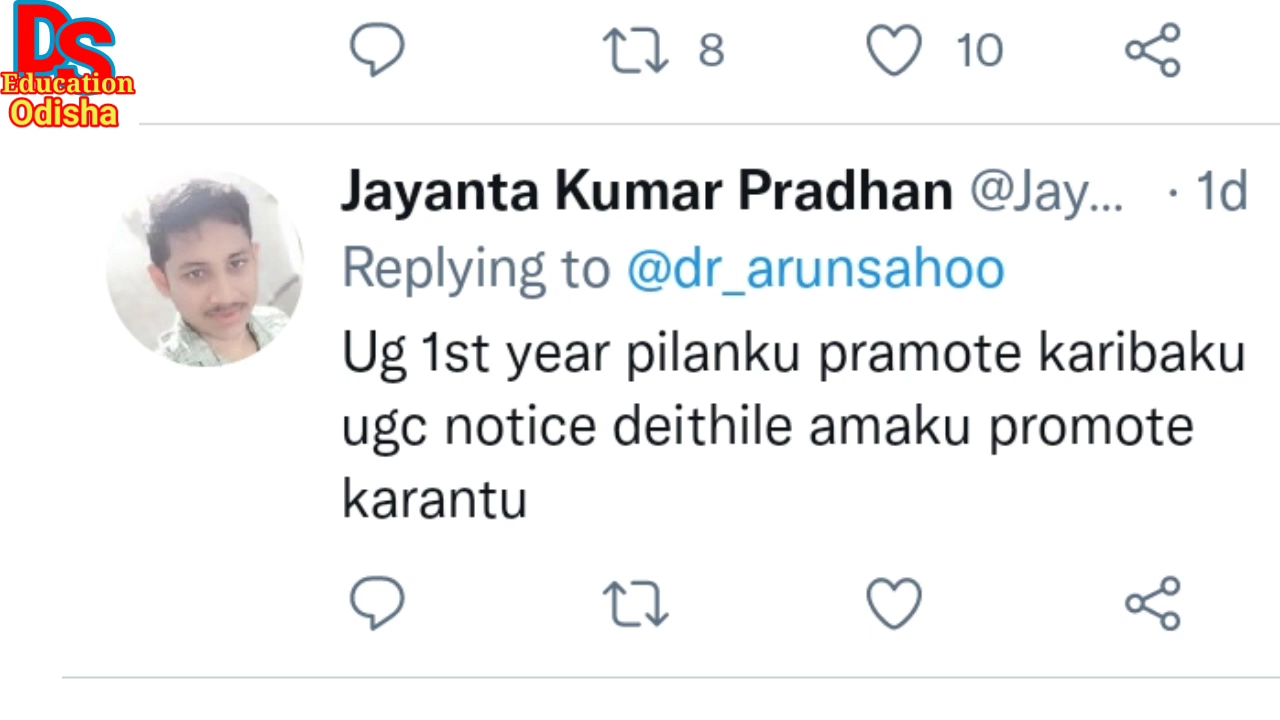 DS
Education
Odisha
8 10
Jayanta Kumar Pradhan @Jay... · 1d
Replying to @dr_arunsahoo
Ug 1st year pilanku pramote karibaku
ugc notice deithile amaku promote
karantu